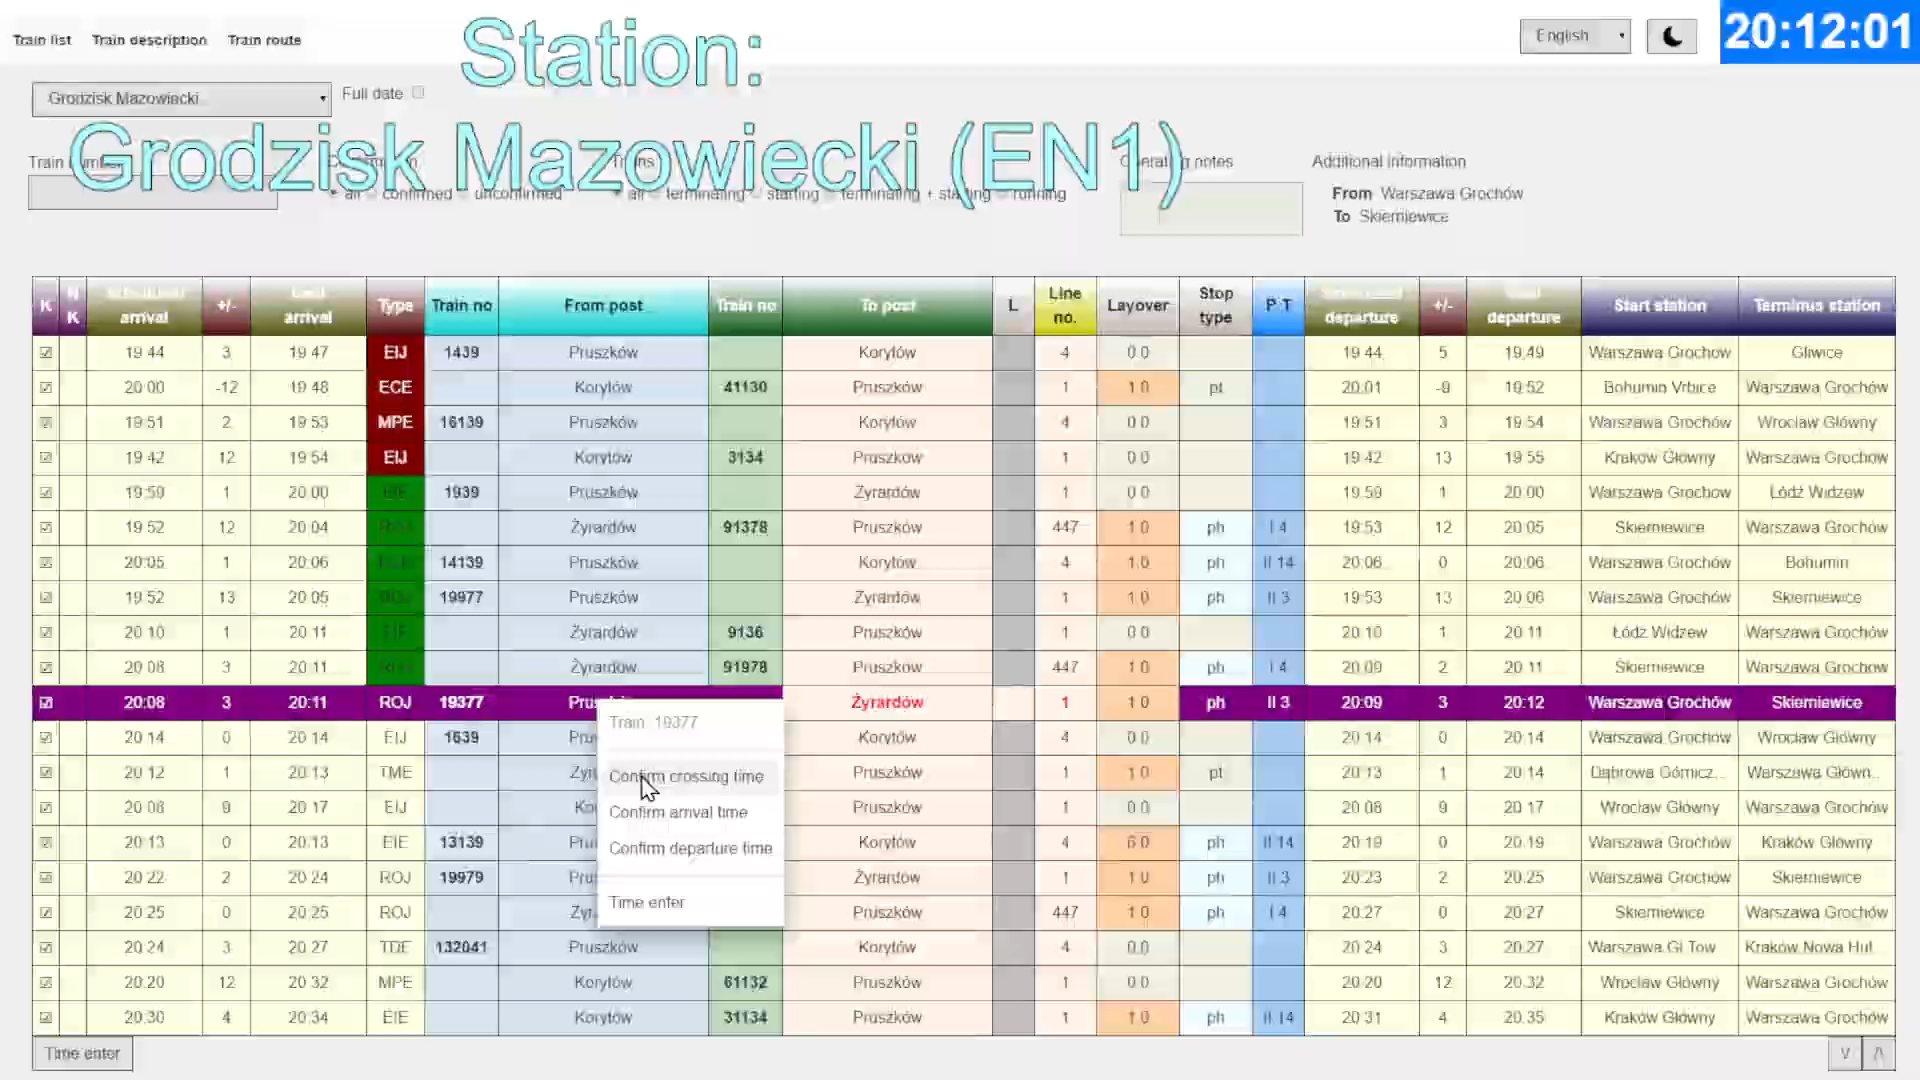 Train list Train description Train route
English
20:12:01
Station:
Grodzisk Mazowiecki (EN1)
Grodzisk Mazowiecki
Full date
Train Trains notes Additional Information
all confirmed unconfirmed all terminating starting terminating + starting running
From Warszawa Grochów
To Skierniewice
K N K arrival +/- arrival Type Train no From post Train no To post L Line no. Layover Stop type P T departure +/- departure Start station Terminus station
19:44 3 19:47 EIJ 1439 Pruszków Korytów 4 0.0 19:44 5 19:49 Warszawa Grochów Gliwice
20:00 -12 19:48 ECE Korytów 41130 Pruszków 1 1.0 pt 20:01 -9 19:52 Bohumin Vrbice Warszawa Grochów
19:51 2 19:53 MPE 16139 Pruszków Korytów 4 0.0 19:51 3 19:54 Warszawa Grochów Wrocław Główny
19:42 12 19:54 EIJ Korytów 3134 Pruszków 1 0.0 19:42 13 19:55 Kraków Główny Warszawa Grochów
19:59 1 20:00 1939 Pruszków Żyrardów 1 0.0 19:59 1 20:00 Warszawa Grochów Łódź Widzew
19:52 12 20:04 Żyrardów 91378 Pruszków 447 1.0 ph I 4 19:53 12 20:05 Skierniewice Warszawa Grochów
20:05 1 20:06 14139 Pruszków Korytów 4 1.0 ph II 14 20:06 0 20:06 Warszawa Grochów Bohumin
19:52 13 20:05 19977 Pruszków Żyrardów 1 1.0 ph II 3 19:53 13 20:06 Warszawa Grochów Skierniewice
20:10 1 20:11 Żyrardów 9136 Pruszków 1 0.0 20:10 1 20:11 Łódź Widzew Warszawa Grochów
20:08 3 20:11 Żyrardów 91978 Pruszków 447 1.0 ph I 4 20:09 2 20:11 Skierniewice Warszawa Grochów
20:08 3 20:11 ROJ 19377 Żyrardów 1 1.0 ph II 3 20:09 3 20:12 Warszawa Grochów Skierniewice
20:14 0 20:14 EIJ 1639 Korytów 4 0.0 20:14 0 20:14 Warszawa Grochów Wrocław Główny
20:12 1 20:13 TME Pruszków 1 1.0 pt 20:13 1 20:14 Dąbrowa Górnicz... Warszawa Główn...
20:08 9 20:17 EIJ Pruszków 1 0.0 20:08 9 20:17 Wrocław Główny Warszawa Grochów
20:13 0 20:13 EIE 13139 Korytów 4 6.0 ph II 14 20:19 0 20:19 Warszawa Grochów Kraków Główny
20:22 2 20:24 ROJ 19979 Żyrardów 1 1.0 ph II 3 20:23 2 20:25 Warszawa Grochów Skierniewice
20:25 0 20:25 ROJ Pruszków 447 1.0 ph I 4 20:27 0 20:27 Skierniewice Warszawa Grochów
20:24 3 20:27 TDE 132041 Pruszków Korytów 4 0.0 20:24 3 20:27 Warszawa Gł Tow Kraków Nowa Hut...
20:20 12 20:32 MPE Korytów 61132 Pruszków 1 0.0 20:20 12 20:32 Wrocław Główny Warszawa Grochów
20:30 4 20:34 EIE Korytów 31134 Pruszków 1 1.0 ph II 14 20:31 4 20:35 Kraków Główny Warszawa Grochów
Train: 19377
Confirm crossing time
Confirm arrival time
Confirm departure time
Time enter
Time enter
V /\